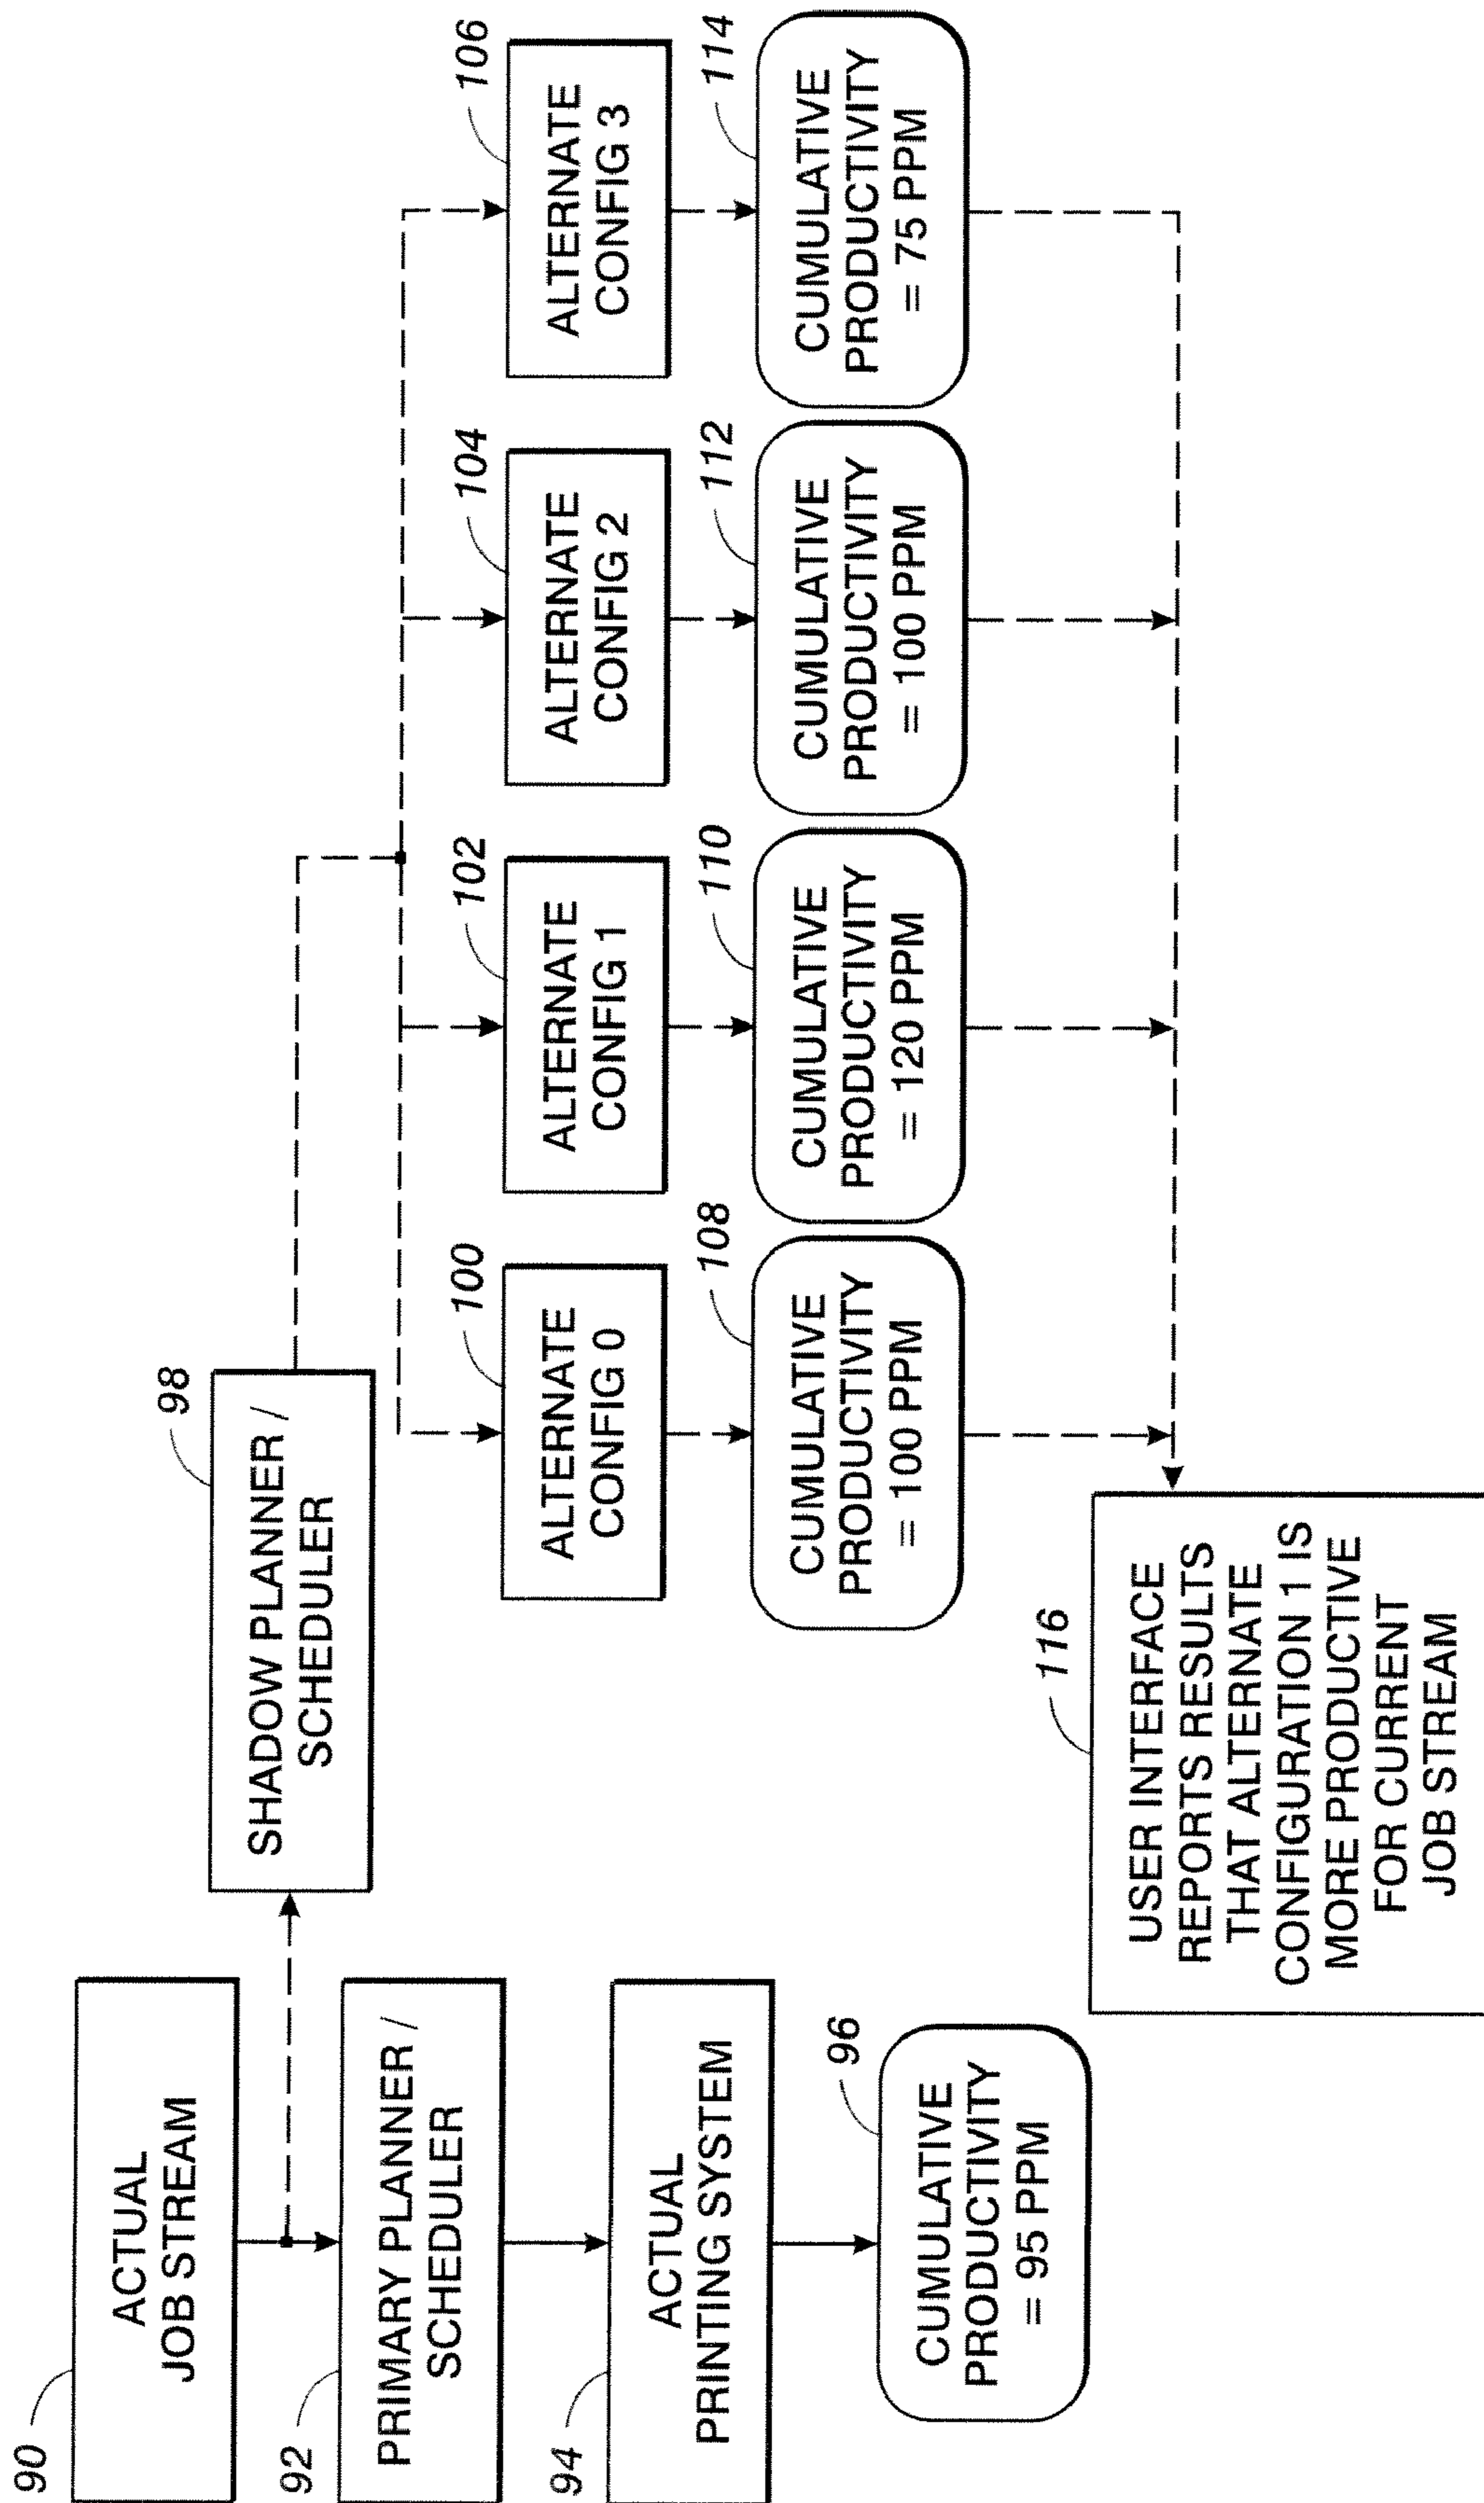 90
ACTUAL
JOB STREAM
92
PRIMARY PLANNER /
SCHEDULER
94
ACTUAL
PRINTING SYSTEM
96
CUMULATIVE
PRODUCTIVITY
= 95 PPM
98
SHADOW PLANNER /
SCHEDULER
100
ALTERNATE
CONFIG 0
102
ALTERNATE
CONFIG 1
104
ALTERNATE
CONFIG 2
106
ALTERNATE
CONFIG 3
108
CUMULATIVE
PRODUCTIVITY
= 100 PPM
110
CUMULATIVE
PRODUCTIVITY
= 120 PPM
112
CUMULATIVE
PRODUCTIVITY
= 100 PPM
114
CUMULATIVE
PRODUCTIVITY
= 75 PPM
116
USER INTERFACE
REPORTS RESULTS
THAT ALTERNATE
CONFIGURATION 1 IS
MORE PRODUCTIVE
FOR CURRENT
JOB STREAM